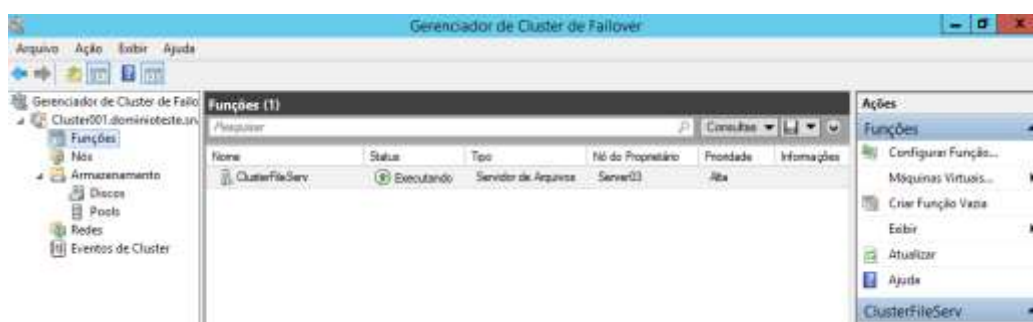 Gerenciador de Cluster de Failover
Arquivo Ação Exibir Ajuda
Gerenciador de Cluster de Failo
Cluster001.dominioteste.srv
Funções
Nós
Armazenamento
Discos
Pools
Redes
Eventos de Cluster
Funções (1)
Pesquisar
Consultas
Nome Status Tipo Nó do Proprietário Prioridade Informações
ClusterFileServ Executando Servidor de Arquivos Server03 Alta
Ações
Funções
Configurar Função...
Máquinas Virtuais...
Criar Função Vazia
Exibir
Atualizar
Ajuda
ClusterFileServ